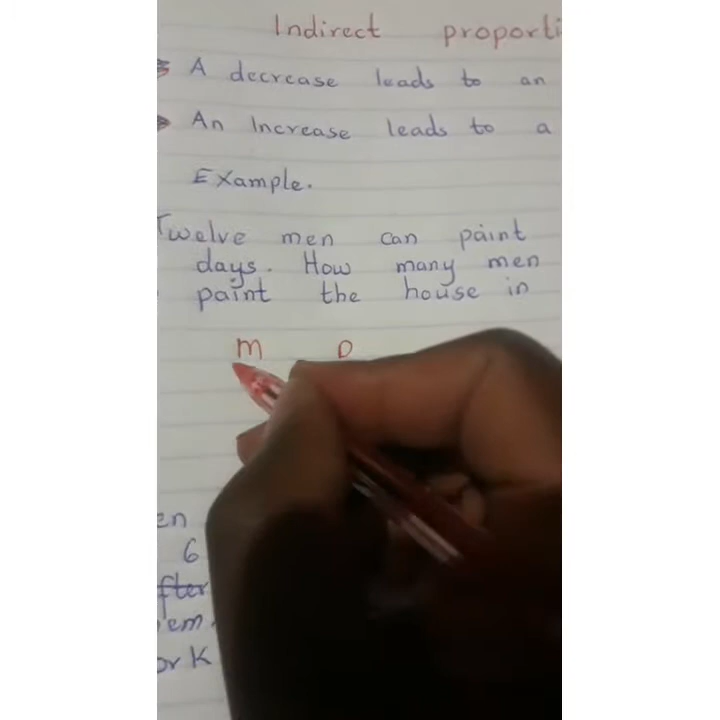 Indirect proporti
A decrease leads to an
An Increase leads to a
Example.
Twelve men can paint
days. How many men
paint the house in
M D
en
6
fter
em.
ork